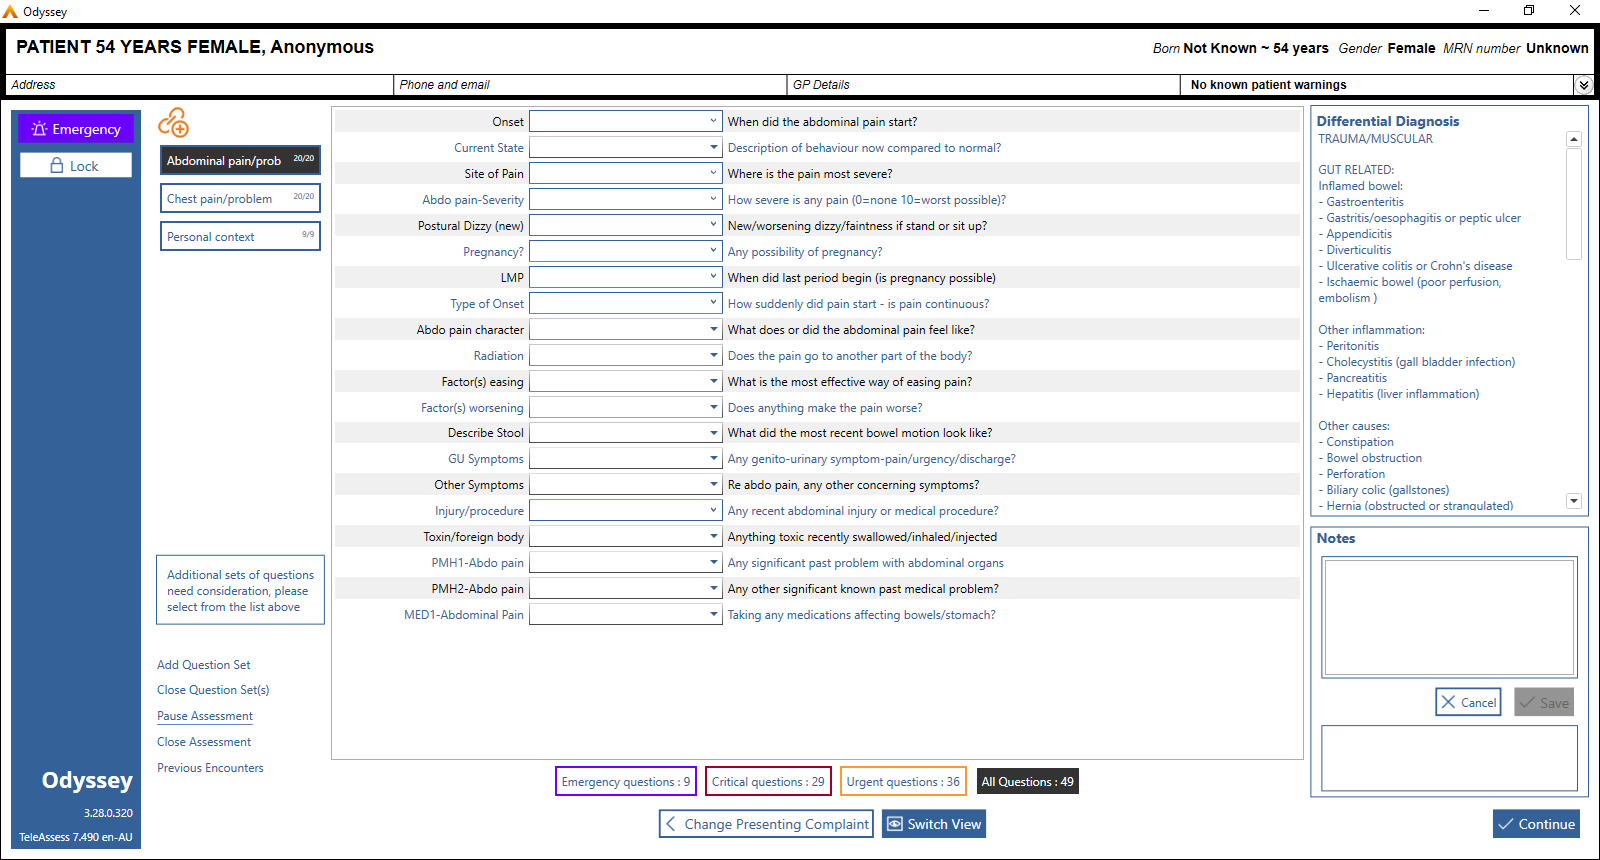 Odyssey
PATIENT 54 YEARS FEMALE, Anonymous
Born Not Known ~ 54 years Gender Female MRN number Unknown
Address
Phone and email
GP Details
No known patient warnings
Emergency
Lock
Abdominal pain/prob 20/20
Chest pain/problem 20/20
Personal context 9/9
Additional sets of questions
need consideration, please
select from the list above
Add Question Set
Close Question Set(s)
Pause Assessment
Close Assessment
Previous Encounters
Odyssey
3.28.0.320
TeleAssess 7.490 en-AU
Onset When did the abdominal pain start?
Current State Description of behaviour now compared to normal?
Site of Pain Where is the pain most severe?
Abdo pain-Severity How severe is any pain (0=none 10=worst possible)?
Postural Dizzy (new) New/worsening dizzy/faintness if stand or sit up?
Pregnancy? Any possibility of pregnancy?
LMP When did last period begin (is pregnancy possible)
Type of Onset How suddenly did pain start - is pain continuous?
Abdo pain character What does or did the abdominal pain feel like?
Radiation Does the pain go to another part of the body?
Factor(s) easing What is the most effective way of easing pain?
Factor(s) worsening Does anything make the pain worse?
Describe Stool What did the most recent bowel motion look like?
GU Symptoms Any genito-urinary symptom-pain/urgency/discharge?
Other Symptoms Re abdo pain, any other concerning symptoms?
Injury/procedure Any recent abdominal injury or medical procedure?
Toxin/foreign body Anything toxic recently swallowed/inhaled/injected
PMH1-Abdo pain Any significant past problem with abdominal organs
PMH2-Abdo pain Any other significant known past medical problem?
MED1-Abdominal Pain Taking any medications affecting bowels/stomach?
Emergency questions : 9
Critical questions : 29
Urgent questions : 36
All Questions : 49
Change Presenting Complaint
Switch View
Differential Diagnosis
TRAUMA/MUSCULAR
GUT RELATED:
Inflamed bowel:
- Gastroenteritis
- Gastritis/oesophagitis or peptic ulcer
- Appendicitis
- Diverticulitis
- Ulcerative colitis or Crohn's disease
- Ischaemic bowel (poor perfusion,
embolism )
Other inflammation:
- Peritonitis
- Cholecystitis (gall bladder infection)
- Pancreatitis
- Hepatitis (liver inflammation)
Other causes:
- Constipation
- Bowel obstruction
- Perforation
- Biliary colic (gallstones)
- Hernia (obstructed or strangulated)
Notes
Cancel
Save
Continue